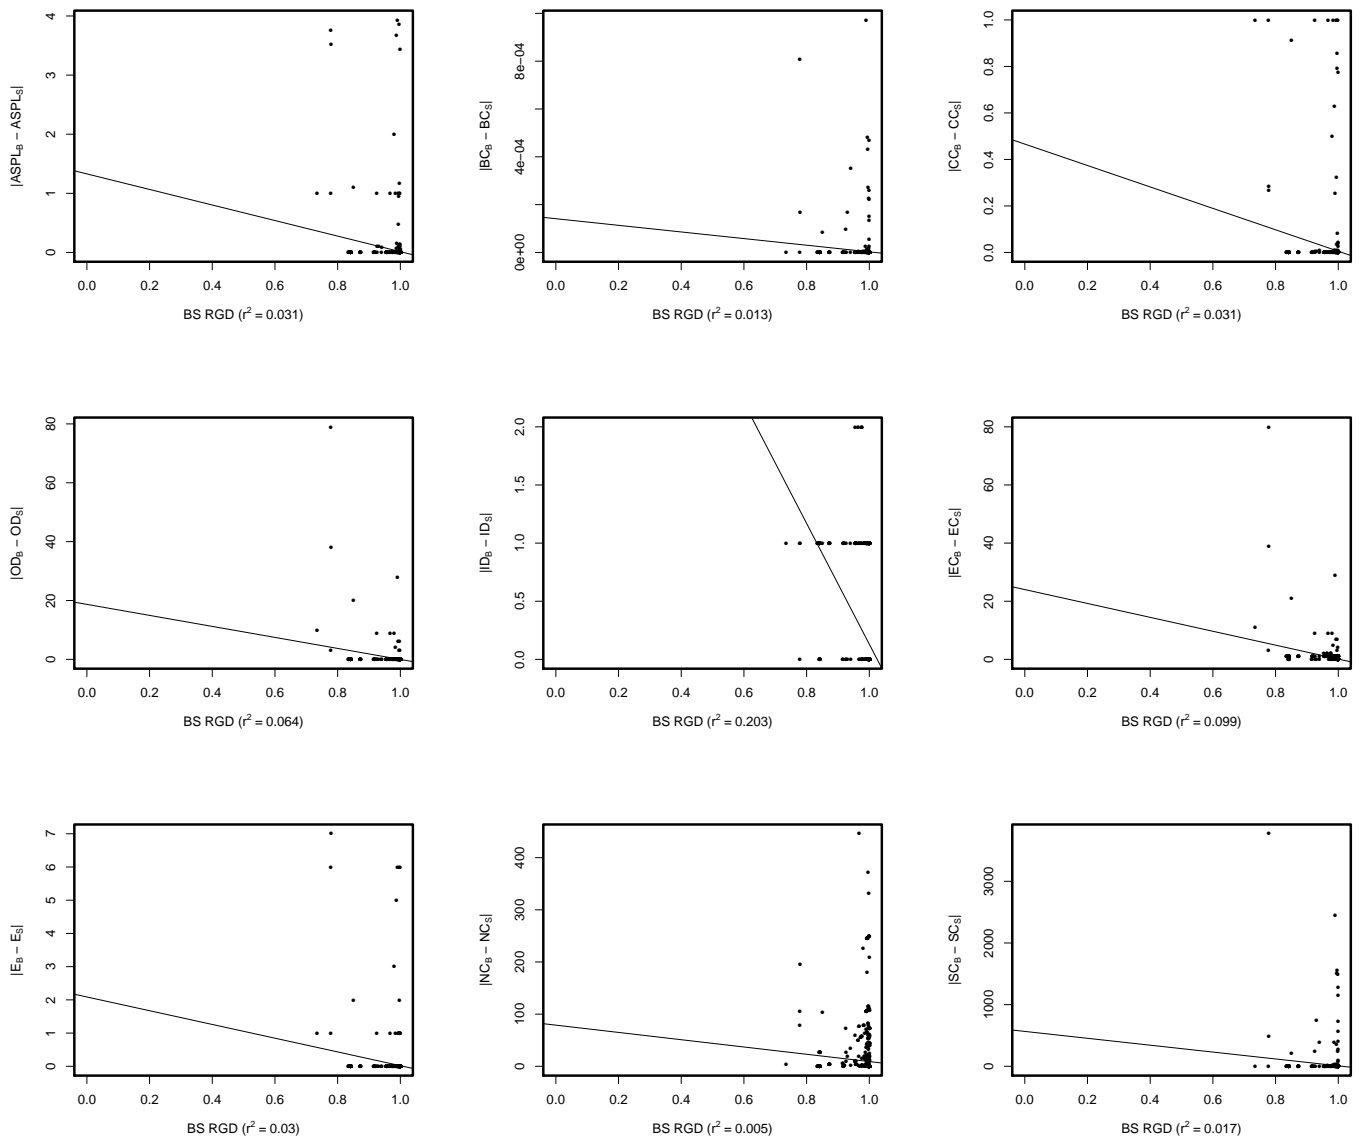 |ASPL_B − ASPL_S|
4
3
2
1
0
0.0 0.2 0.4 0.6 0.8 1.0
BS RGD (r² = 0.031)
|BC_B − BC_S|
8e−04
4e−04
0e+00
0.0 0.2 0.4 0.6 0.8 1.0
BS RGD (r² = 0.013)
|CC_B − CC_S|
1.0
0.8
0.6
0.4
0.2
0.0
0.0 0.2 0.4 0.6 0.8 1.0
BS RGD (r² = 0.031)
|OD_B − OD_S|
80
60
40
20
0
0.0 0.2 0.4 0.6 0.8 1.0
BS RGD (r² = 0.064)
|ID_B − ID_S|
2.0
1.5
1.0
0.5
0.0
0.0 0.2 0.4 0.6 0.8 1.0
BS RGD (r² = 0.203)
|EC_B − EC_S|
80
60
40
20
0
0.0 0.2 0.4 0.6 0.8 1.0
BS RGD (r² = 0.099)
|E_B − E_S|
7
6
5
4
3
2
1
0
0.0 0.2 0.4 0.6 0.8 1.0
BS RGD (r² = 0.03)
|NC_B − NC_S|
400
300
200
100
0
0.0 0.2 0.4 0.6 0.8 1.0
BS RGD (r² = 0.005)
|SC_B − SC_S|
3000
2000
1000
0
0.0 0.2 0.4 0.6 0.8 1.0
BS RGD (r² = 0.017)